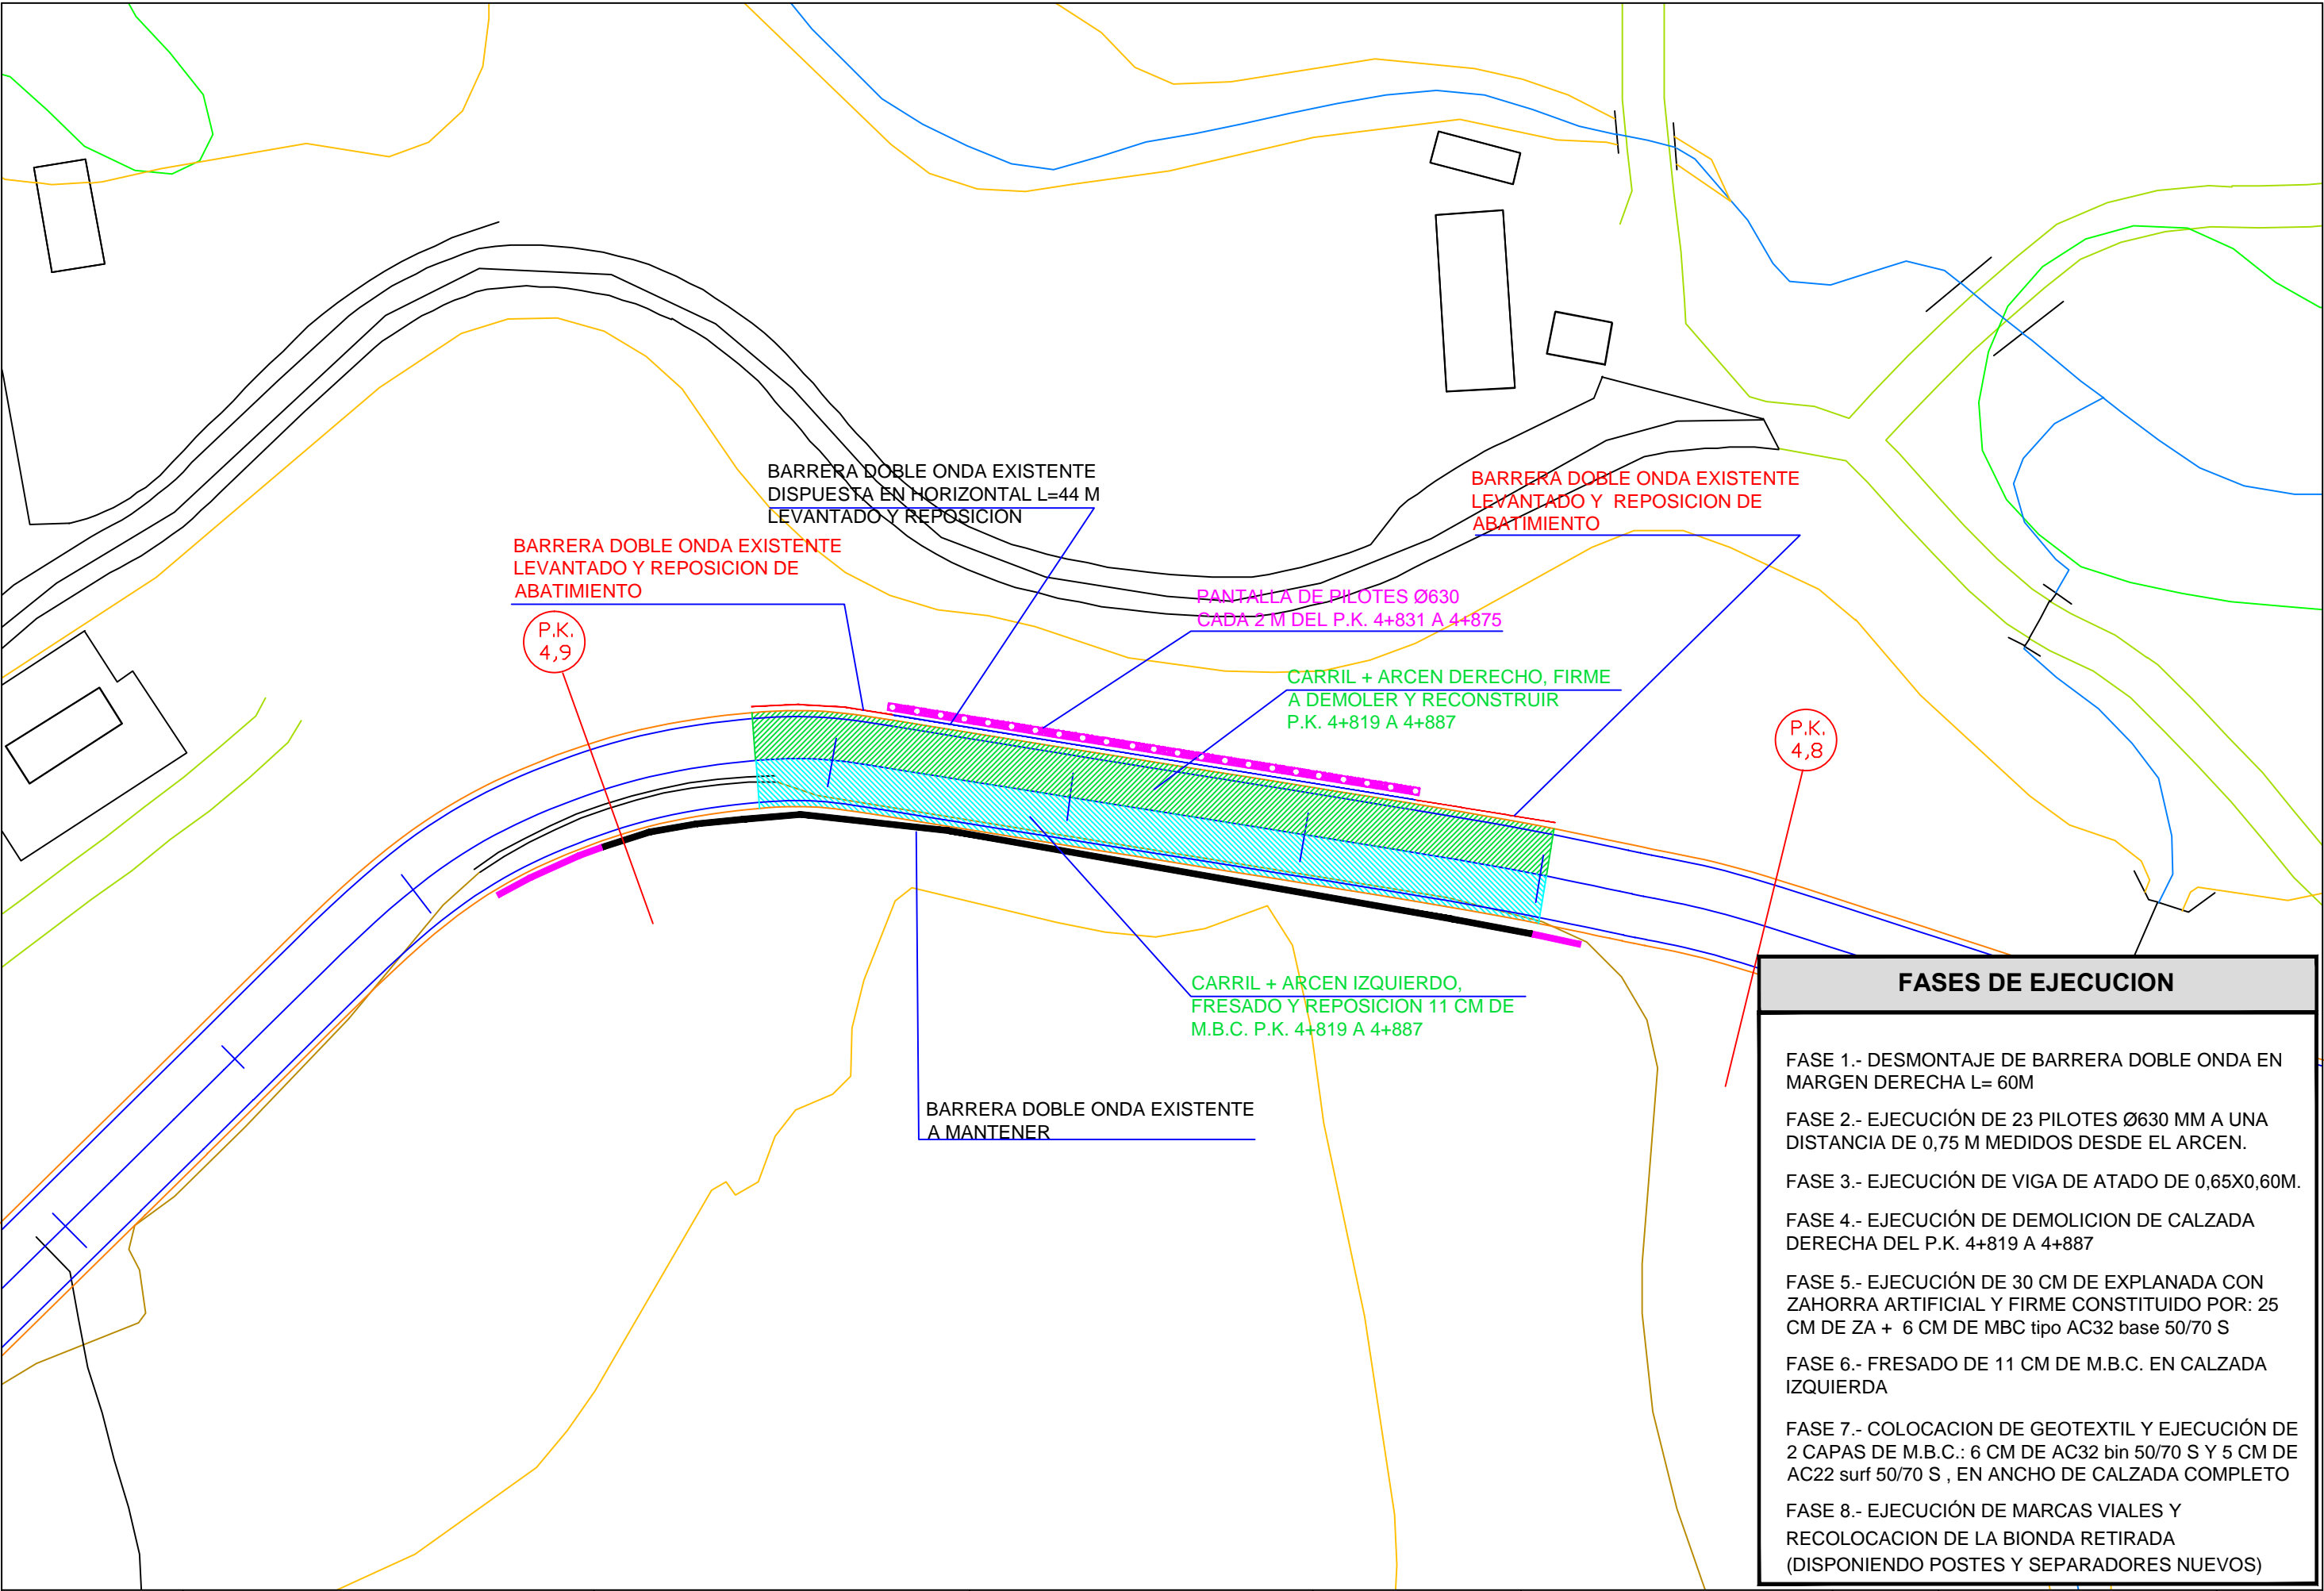 BARRERA DOBLE ONDA EXISTENTE
DISPUESTA EN HORIZONTAL L=44 M
LEVANTADO Y REPOSICION
BARRERA DOBLE ONDA EXISTENTE
LEVANTADO Y REPOSICION DE
ABATIMIENTO
BARRERA DOBLE ONDA EXISTENTE
LEVANTADO Y REPOSICION DE
ABATIMIENTO
P.K.
4,9
PANTALLA DE PILOTES Ø630
CADA 2 M DEL P.K. 4+831 A 4+875
CARRIL + ARCEN DERECHO, FIRME
A DEMOLER Y RECONSTRUIR
P.K. 4+819 A 4+887
P.K.
4,8
CARRIL + ARCEN IZQUIERDO,
FRESADO Y REPOSICION 11 CM DE
M.B.C. P.K. 4+819 A 4+887
BARRERA DOBLE ONDA EXISTENTE
A MANTENER
FASES DE EJECUCION
FASE 1.- DESMONTAJE DE BARRERA DOBLE ONDA EN
MARGEN DERECHA L= 60M
FASE 2.- EJECUCIÓN DE 23 PILOTES Ø630 MM A UNA
DISTANCIA DE 0,75 M MEDIDOS DESDE EL ARCEN.
FASE 3.- EJECUCIÓN DE VIGA DE ATADO DE 0,65X0,60M.
FASE 4.- EJECUCIÓN DE DEMOLICION DE CALZADA
DERECHA DEL P.K. 4+819 A 4+887
FASE 5.- EJECUCIÓN DE 30 CM DE EXPLANADA CON
ZAHORRA ARTIFICIAL Y FIRME CONSTITUIDO POR: 25
CM DE ZA + 6 CM DE MBC tipo AC32 base 50/70 S
FASE 6.- FRESADO DE 11 CM DE M.B.C. EN CALZADA
IZQUIERDA
FASE 7.- COLOCACION DE GEOTEXTIL Y EJECUCIÓN DE
2 CAPAS DE M.B.C.: 6 CM DE AC32 bin 50/70 S Y 5 CM DE
AC22 surf 50/70 S , EN ANCHO DE CALZADA COMPLETO
FASE 8.- EJECUCIÓN DE MARCAS VIALES Y
RECOLOCACION DE LA BIONDA RETIRADA
(DISPONIENDO POSTES Y SEPARADORES NUEVOS)